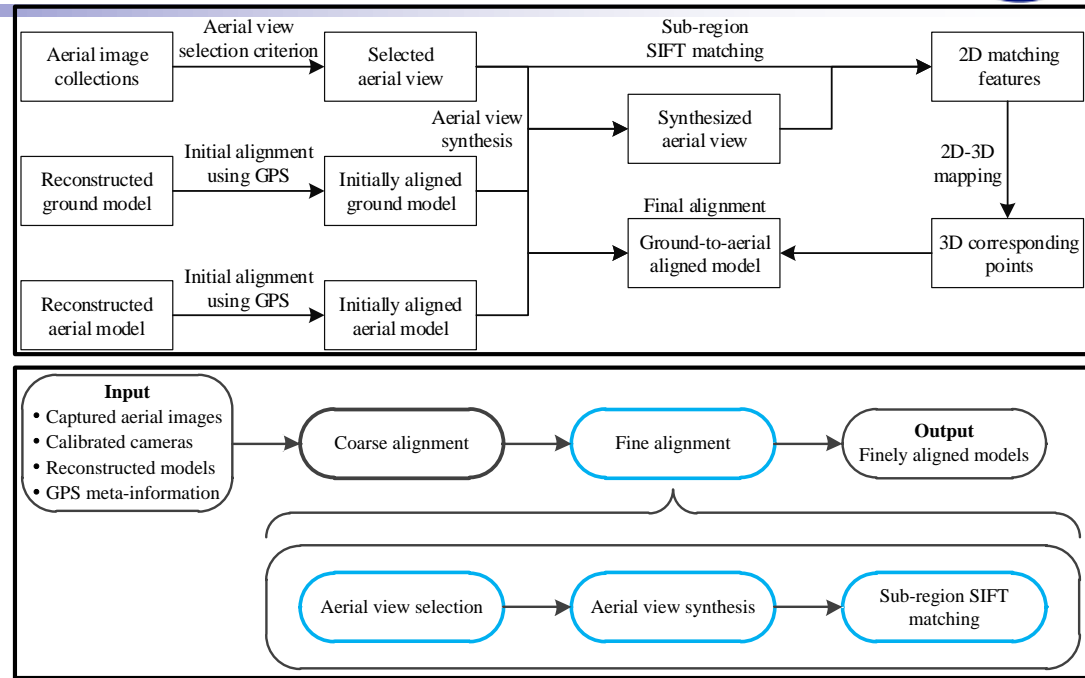 Aerial view
selection criterion
Sub-region
SIFT matching
Aerial image
collections
Selected
aerial view
2D matching
features
Aerial view
synthesis
Synthesized
aerial view
Initial alignment
using GPS
2D-3D
mapping
Reconstructed
ground model
Initially aligned
ground model
Final alignment
Ground-to-aerial
aligned model
3D corresponding
points
Initial alignment
using GPS
Reconstructed
aerial model
Initially aligned
aerial model
Input
• Captured aerial images
• Calibrated cameras
• Reconstructed models
• GPS meta-information
Coarse alignment
Fine alignment
Output
Finely aligned models
Aerial view selection
Aerial view synthesis
Sub-region SIFT
matching